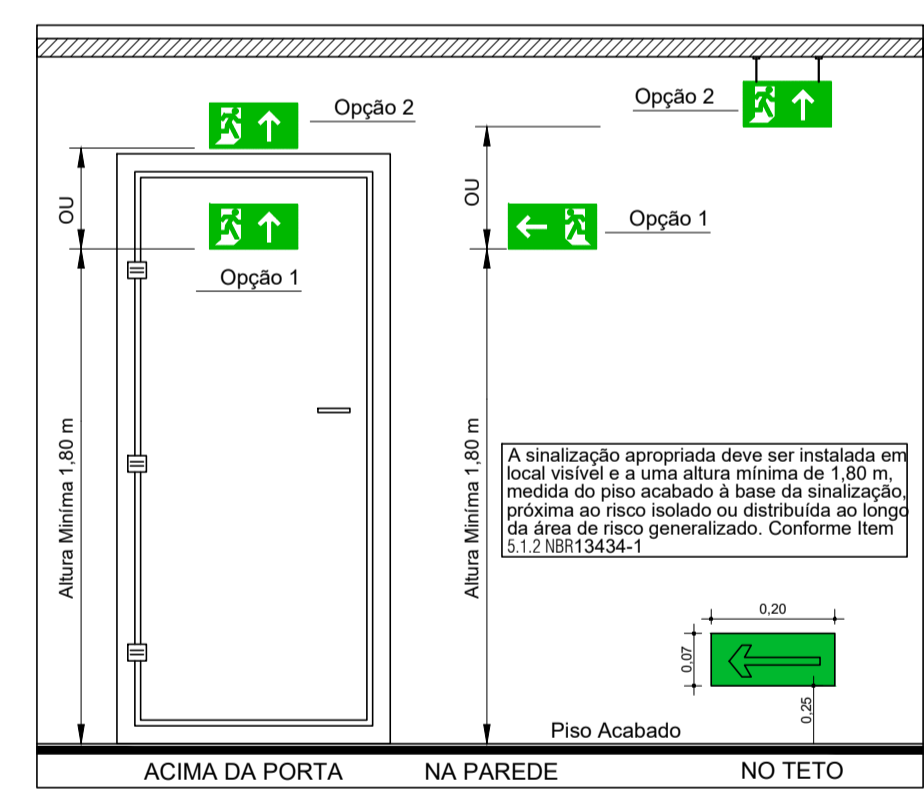 Opção 2
Opção 2
OU
OU
Opção 1
Opção 1
Altura Miníma 1,80 m
Altura Miníma 1,80 m
A sinalização apropriada deve ser instalada em
local visível e a uma altura mínima de 1,80 m,
medida do piso acabado à base da sinalização,
próxima ao risco isolado ou distribuída ao longo
da área de risco generalizado. Conforme Item
5.1.2 NBR13434-1
0,20
0,07
0,25
Piso Acabado
ACIMA DA PORTA
NA PAREDE
NO TETO